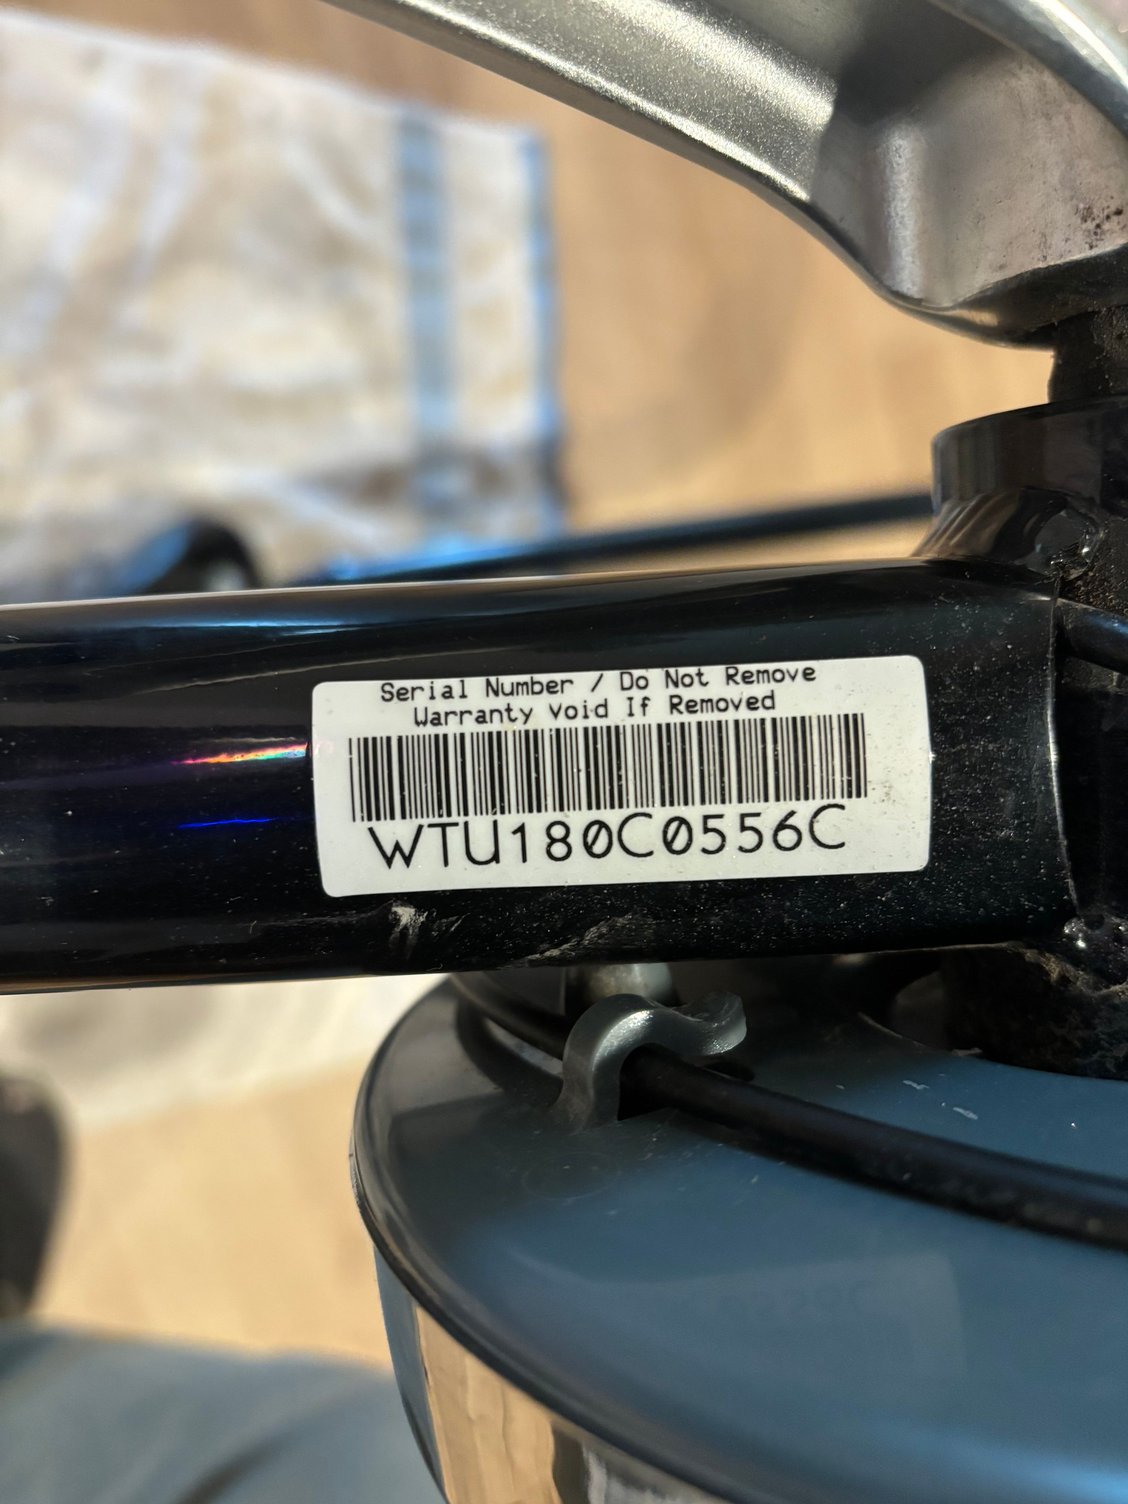 Serial Number / Do Not Remove
Warranty Void If Removed
WTU180C0556C